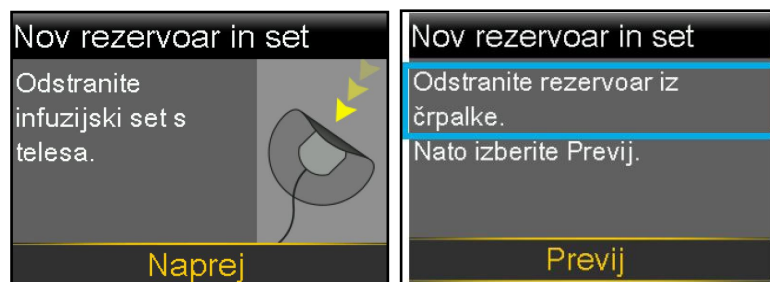 Nov rezervoar in set
Odstranite
infuzijski set s
telesa.
Naprej
Nov rezervoar in set
Odstranite rezervoar iz
črpalke.
Nato izberite Previj.
Previj